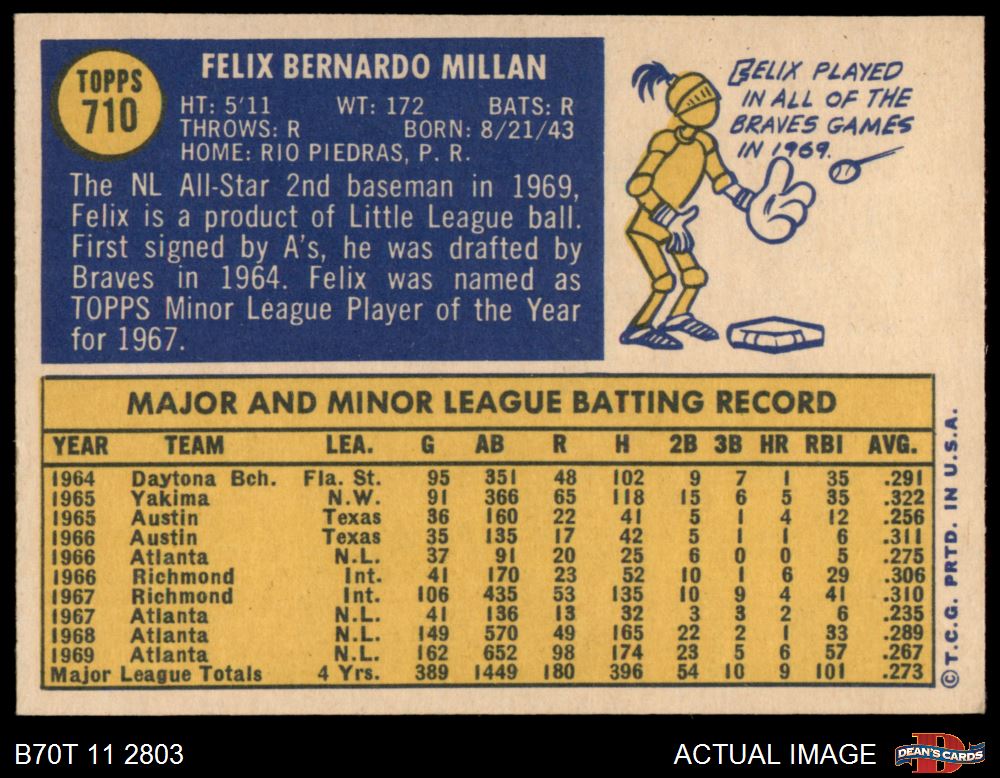 TOPPS
710
FELIX BERNARDO MILLAN
HT: 5'11 WT: 172 BATS: R
THROWS: R BORN: 8/21/43
HOME: RIO PIEDRAS, P. R.
The NL All-Star 2nd baseman in 1969,
Felix is a product of Little League ball.
First signed by A's, he was drafted by
Braves in 1964. Felix was named as
TOPPS Minor League Player of the Year
for 1967.
FELIX PLAYED
IN ALL OF THE
BRAVES GAMES
IN 1969.
MAJOR AND MINOR LEAGUE BATTING RECORD
YEAR TEAM LEA. G AB R H 2B 3B HR RBI AVG.
1964 Daytona Bch. Fla. St. 95 351 48 102 9 7 1 35 .291
1965 Yakima N.W. 91 366 65 118 15 6 5 35 .322
1965 Austin Texas 36 160 22 41 5 1 4 12 .256
1966 Austin Texas 35 135 17 42 5 1 1 6 .311
1966 Atlanta N.L. 37 91 20 25 6 0 0 5 .275
1966 Richmond Int. 41 170 23 52 10 1 6 29 .306
1967 Richmond Int. 106 435 53 135 10 9 4 41 .310
1967 Atlanta N.L. 41 136 13 32 3 3 2 6 .235
1968 Atlanta N.L. 149 570 49 165 22 2 1 33 .289
1969 Atlanta N.L. 162 652 98 174 23 5 6 57 .267
Major League Totals 4 Yrs. 389 1449 180 396 54 10 9 101 .273
©T.C.G. PRTD. IN U.S.A.
B70T 11 2803
ACTUAL IMAGE
D
DEAN'S CARDS